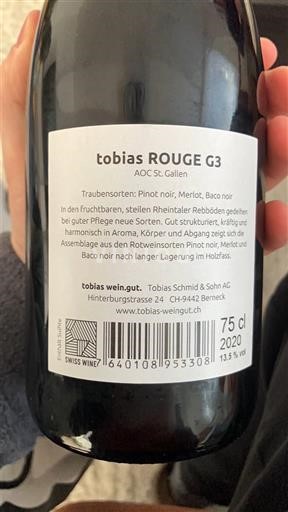 tobias ROUGE G3
AOC St. Gallen
Traubensorten: Pinot noir, Merlot, Baco noir
In den fruchtbaren, steilen Rheintaler Rebböden gedeihen
bei guter Pflege neue Sorten. Gut strukturiert, kräftig und
harmonisch in Aroma, Körper und Abgang zeigt sich die
Assemblage aus den Rotweinsorten Pinot noir, Merlot und
Baco noir nach langer Lagerung im Holzfass.
tobias wein.gut. Tobias Schmid & Sohn AG
Hinterburgstrasse 24 CH-9442 Berneck
www.tobias-weingut.ch
Enthält Sulfite
SWISS WINE
7 640108 953308
75 cl
2020
13.5 % vol